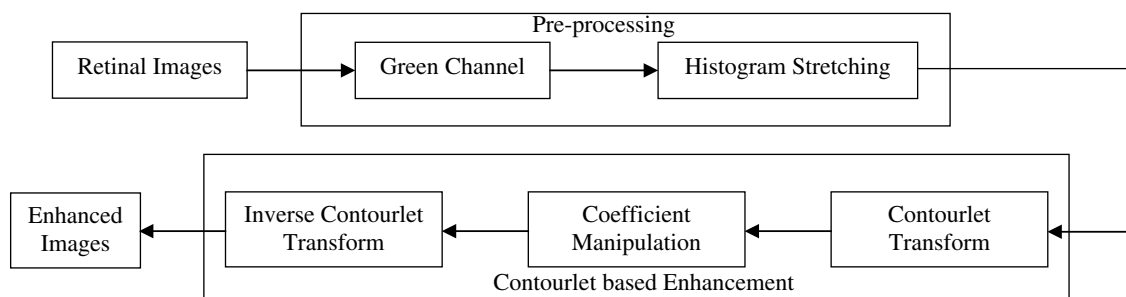 Pre-processing
Retinal Images
Green Channel
Histogram Stretching
Enhanced
Images
Inverse Contourlet
Transform
Coefficient
Manipulation
Contourlet
Transform
Contourlet based Enhancement